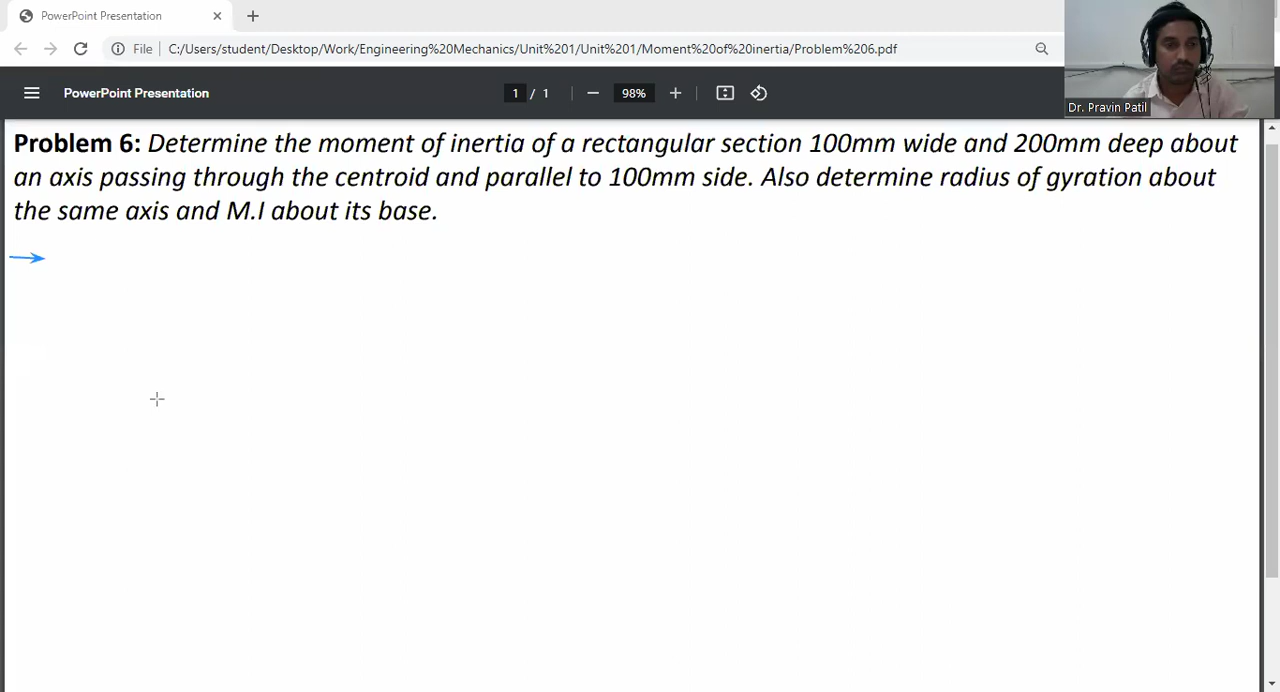 PowerPoint Presentation
File
C:/Users/student/Desktop/Work/Engineering%20Mechanics/Unit%201/Unit%201/Moment%20of%20inertia/Problem%206.pdf
Dr. Pravin Patil
PowerPoint Presentation
1 / 1
98%
Problem 6: Determine the moment of inertia of a rectangular section 100mm wide and 200mm deep about
an axis passing through the centroid and parallel to 100mm side. Also determine radius of gyration about
the same axis and M.I about its base.